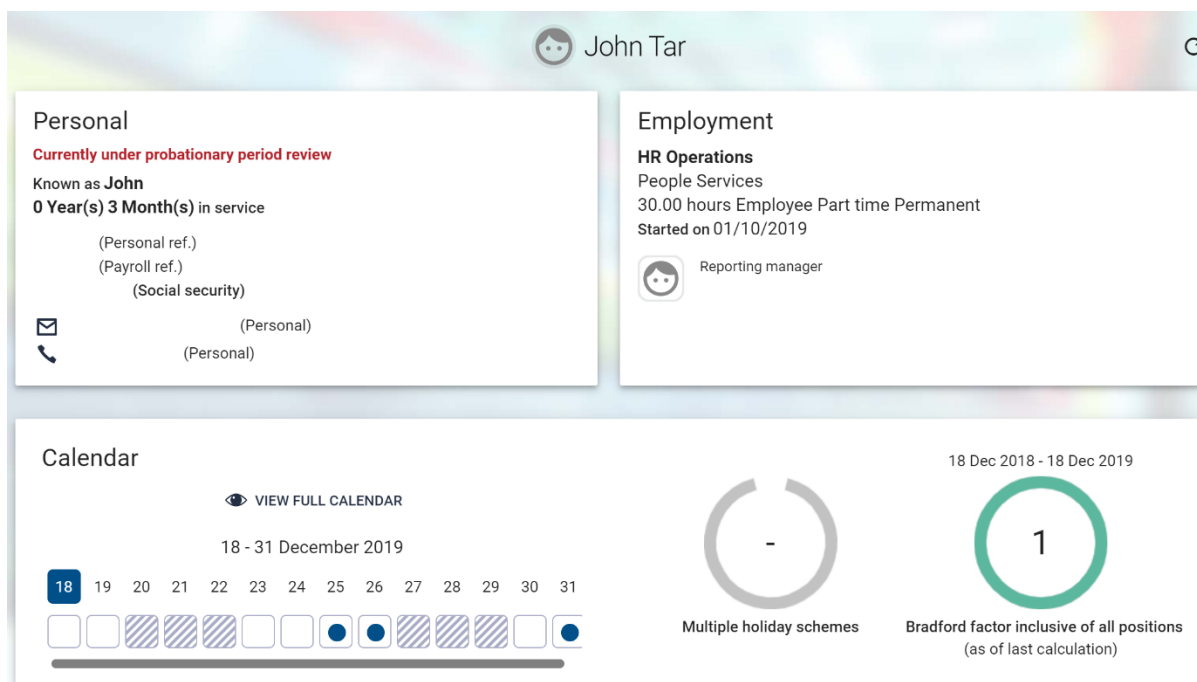 John Tar
Personal
Currently under probationary period review
Known as John
0 Year(s) 3 Month(s) in service
(Personal ref.)
(Payroll ref.)
(Social security)
(Personal)
(Personal)
Employment
HR Operations
People Services
30.00 hours Employee Part time Permanent
Started on 01/10/2019
Reporting manager
Calendar
VIEW FULL CALENDAR
18 - 31 December 2019
18 19 20 21 22 23 24 25 26 27 28 29 30 31
-
Multiple holiday schemes
18 Dec 2018 - 18 Dec 2019
1
Bradford factor inclusive of all positions
(as of last calculation)